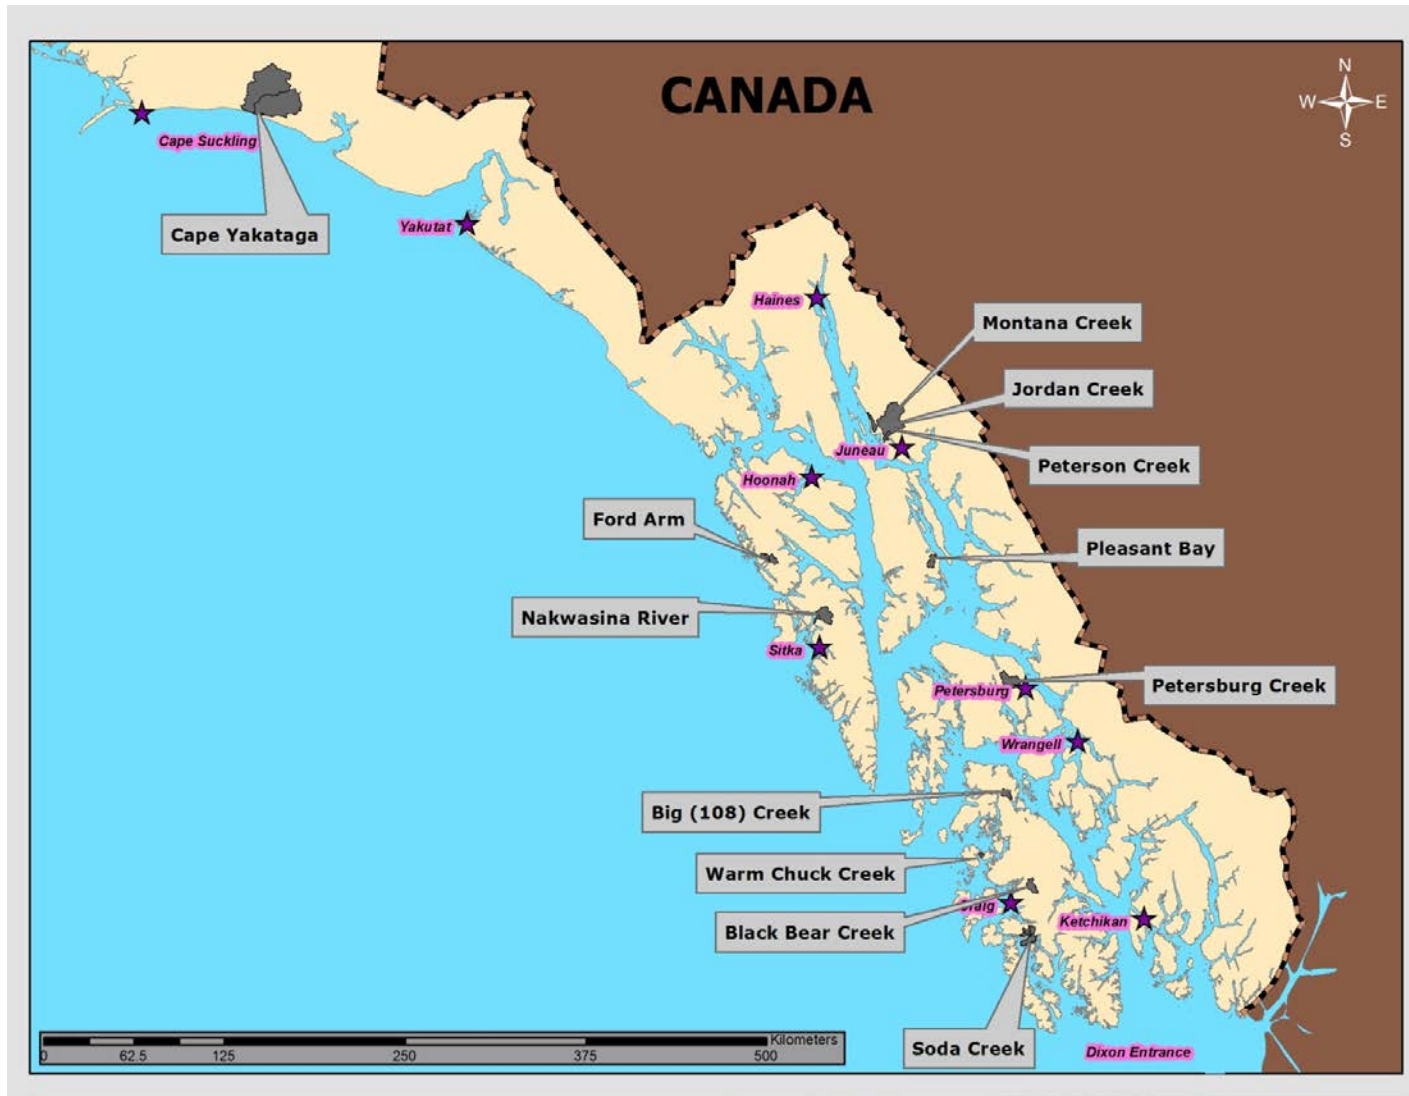 CANADA
N
W E
S
Cape Suckling
Cape Yakataga
Yakutat
Haines
Montana Creek
Jordan Creek
Juneau
Peterson Creek
Hoonah
Ford Arm
Pleasant Bay
Nakwasina River
Sitka
Petersburg Creek
Petersburg
Wrangell
Big (108) Creek
Warm Chuck Creek
Craig
Black Bear Creek
Ketchikan
Soda Creek
Dixon Entrance
Kilometers
0 62.5 125 250 375 500